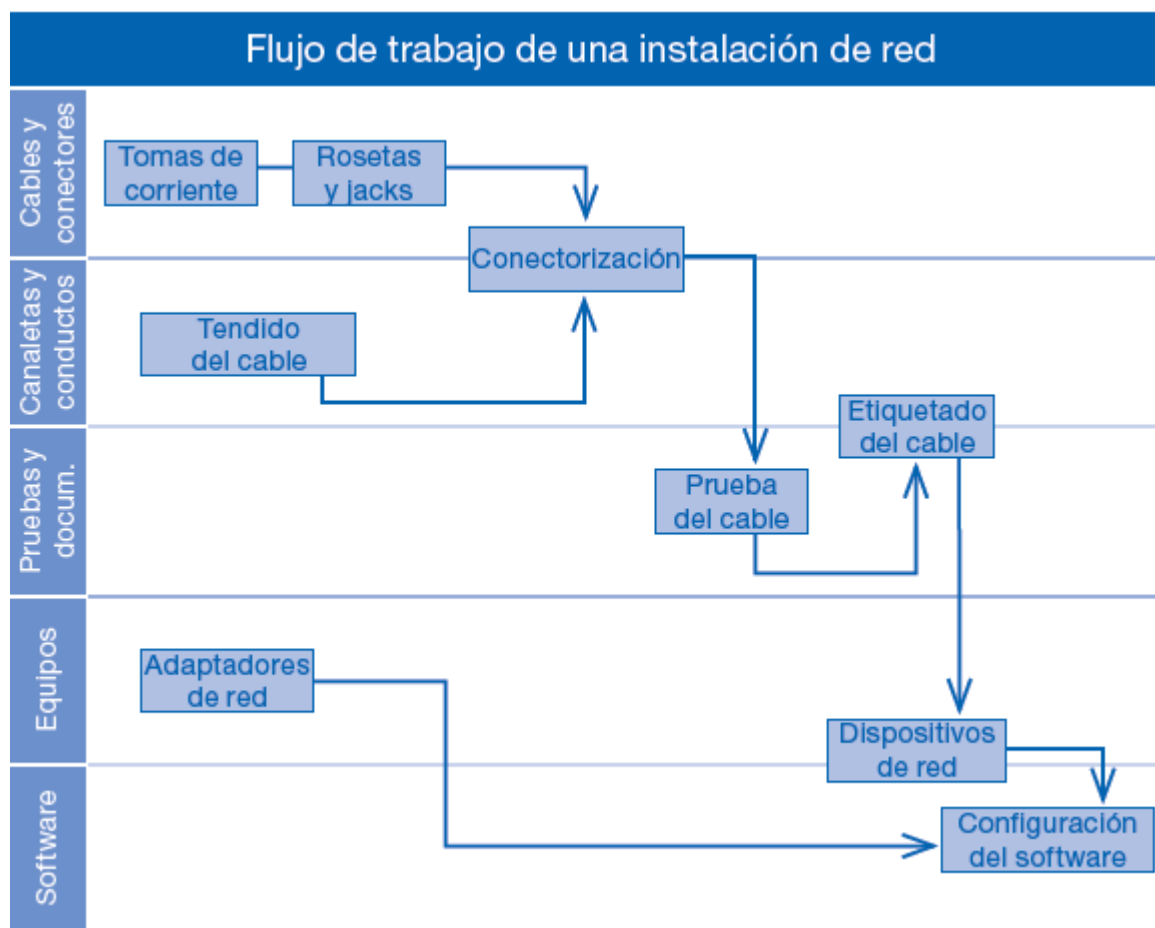 Flujo de trabajo de una instalación de red
Cables y
conectores
Tomas de
corriente
Rosetas
y jacks
Conectorización
Canaletas y
conductos
Tendido
del cable
Etiquetado
del cable
Pruebas y
docum.
Prueba
del cable
Equipos
Adaptadores
de red
Dispositivos
de red
Software
Configuración
del software